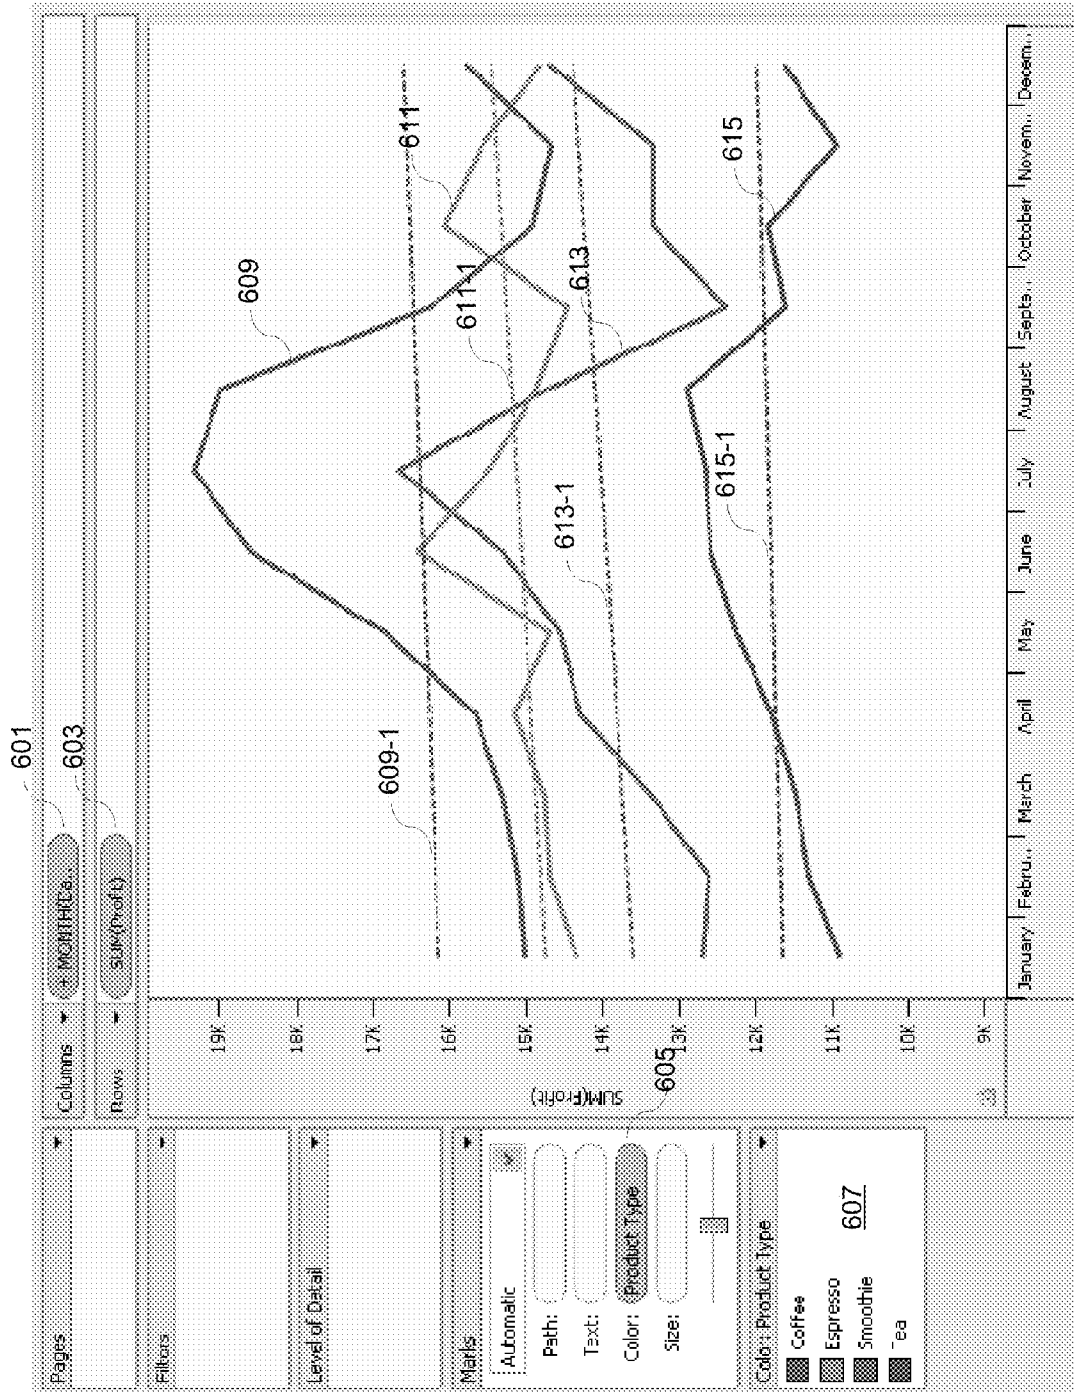 601
603
Pages
Columns
+ MONTH(Da...
Rows
SUM(Profit)
Filters
Level of Detail
Marks
Automatic
Path:
Text:
Color: Product Type
Size:
605
Color: Product Type
Coffee
Espresso
Smoothie
Tea
607
SUM(Profit)
19K
18K
17K
16K
15K
14K
13K
12K
11K
10K
9K
609
609-1
611
611-1
613
613-1
615
615-1
January
Febru...
March
April
May
June
July
August
Septe...
October
Novem...
Decem...